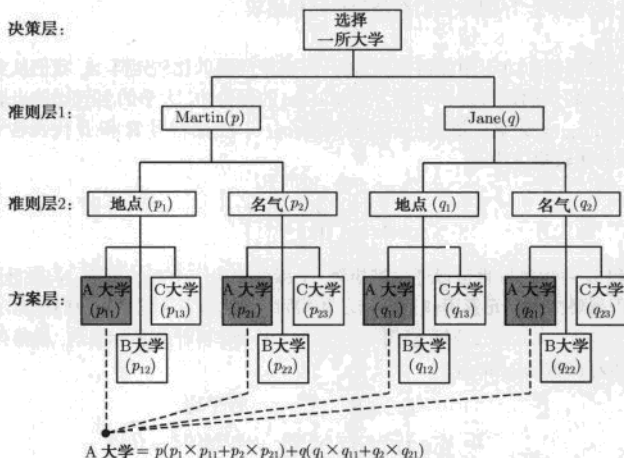 决策层:
选择
一所大学
准则层1:
Martin(p)
Jane(q)
准则层2:
地点(p₁)
名气(p₂)
地点(q₁)
名气(q₂)
方案层:
A 大学
(p₁₁)
C大学
(p₁₃)
A 大学
(p₂₁)
C大学
(p₂₃)
A 大学
(q₁₁)
C大学
(q₁₃)
A 大学
(q₂₁)
C大学
(q₂₃)
B大学
(p₁₂)
B大学
(p₂₂)
B大学
(q₁₂)
B大学
(q₂₂)
A 大学= p(p₁×p₁₁+p₂×p₂₁)+q(q₁×q₁₁+q₂×q₂₁)